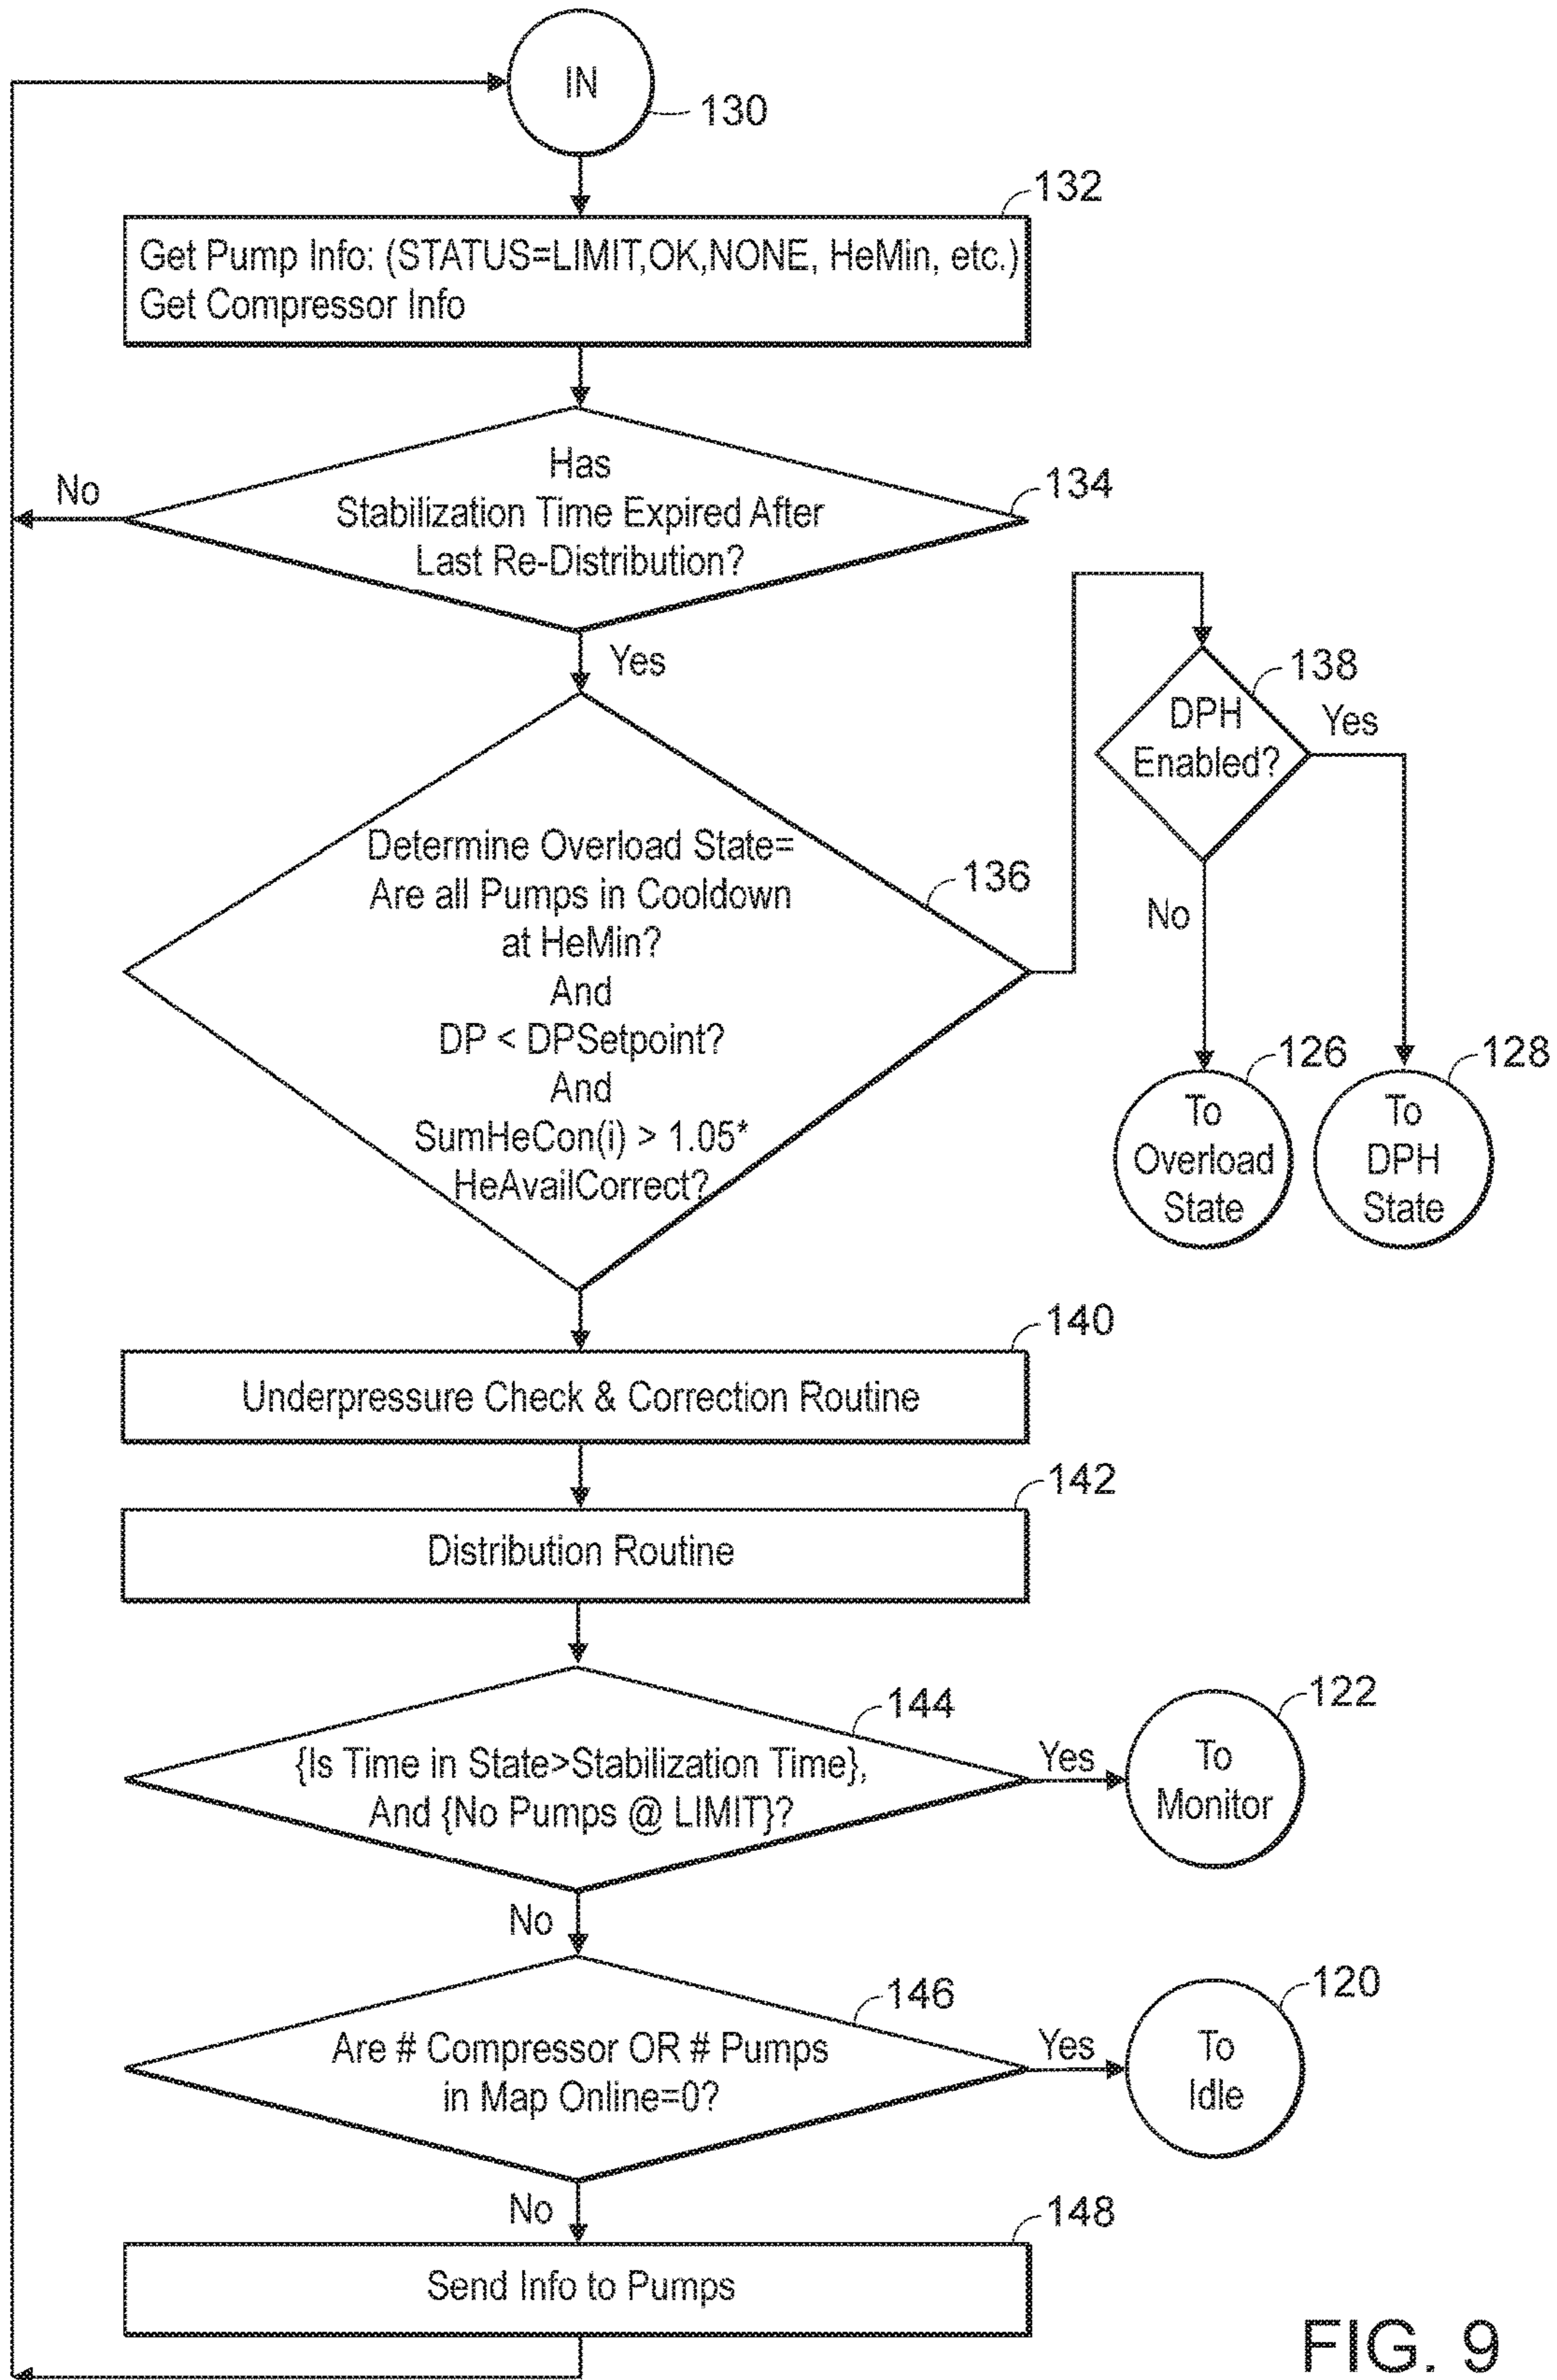 IN
130
132
Get Pump Info: (STATUS=LIMIT,OK,NONE, HeMin, etc.)
Get Compressor Info
Has
Stabilization Time Expired After
Last Re-Distribution?
134
No
Yes
Determine Overload State=
Are all Pumps in Cooldown
at HeMin?
And
DP < DPSetpoint?
And
SumHeCon(i) > 1.05*
HeAvailCorrect?
136
DPH
Enabled?
138
Yes
No
To
Overload
State
126
To
DPH
State
128
140
Underpressure Check & Correction Routine
142
Distribution Routine
144
{Is Time in State>Stabilization Time},
And {No Pumps @ LIMIT}?
Yes
To
Monitor
122
No
146
Are # Compressor OR # Pumps
in Map Online=0?
Yes
To
Idle
120
No
148
Send Info to Pumps
FIG. 9